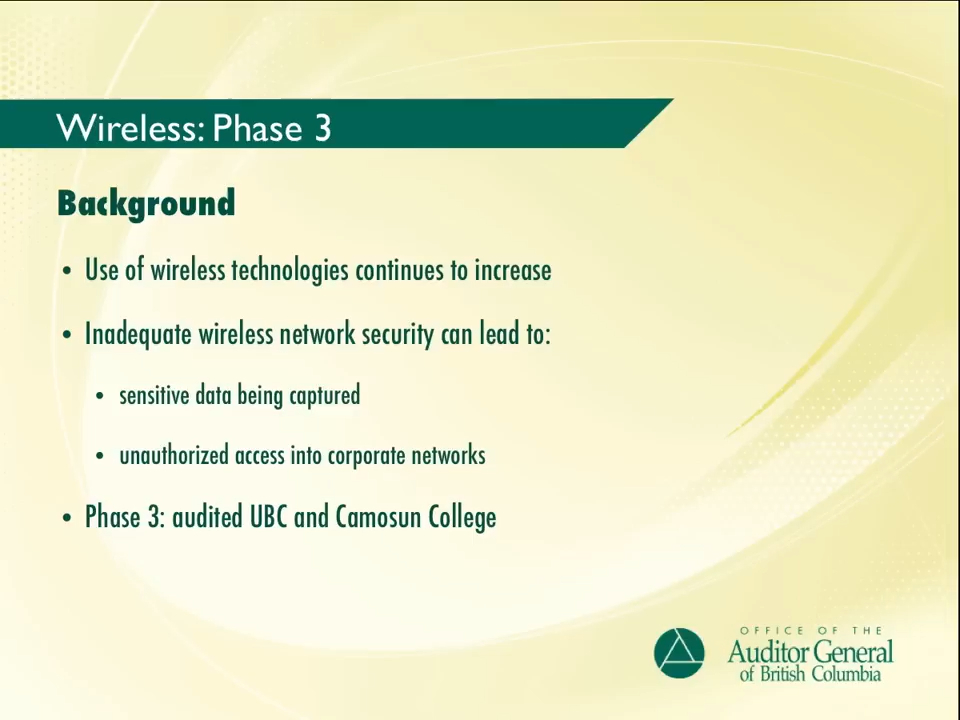 Wireless: Phase 3
Background
• Use of wireless technologies continues to increase
• Inadequate wireless network security can lead to:
• sensitive data being captured
• unauthorized access into corporate networks
• Phase 3: audited UBC and Camosun College
OFFICE OF THE
Auditor General
of British Columbia